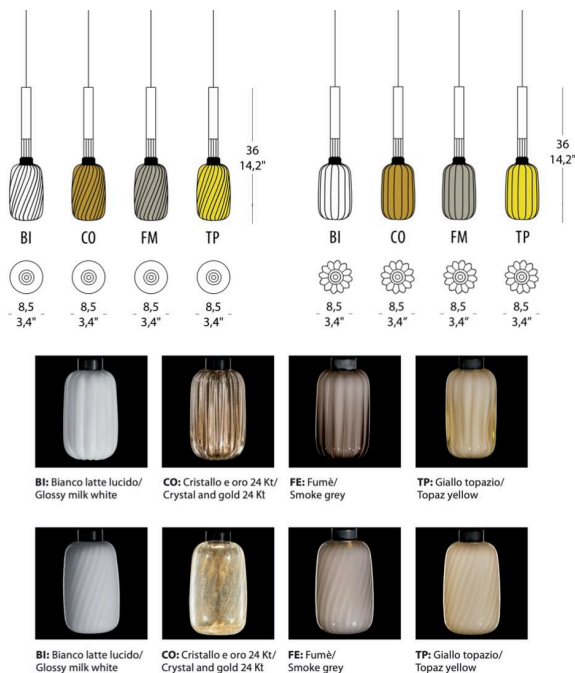 36
14,2"
BI CO FM TP
8,5 8,5 8,5 8,5
3,4" 3,4" 3,4" 3,4"
36
14,2"
BI CO FM TP
8,5 8,5 8,5 8,5
3,4" 3,4” 3,4” 3,4”
BI: Bianco latte lucido/
Glossy milk white
CO: Cristallo e oro 24 Kt/
Crystal and gold 24 Kt
FE: Fumè/
Smoke grey
TP: Giallo topazio/
Topaz yellow
BI: Bianco latte lucido/
Glossy milk white
CO: Cristallo e oro 24 Kt/
Crystal and gold 24 Kt
FE: Fumè/
Smoke grey
TP: Giallo topazio/
Topaz yellow